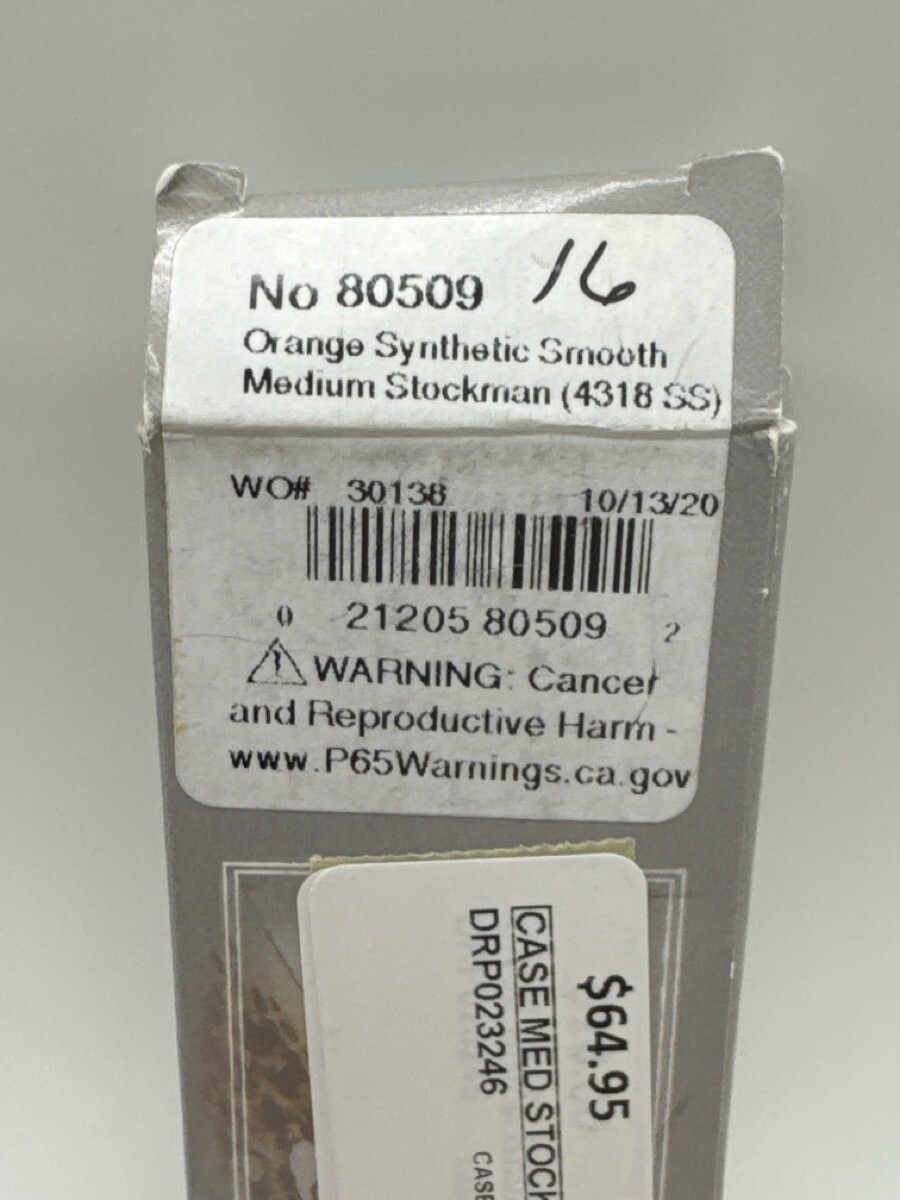 No 80509 16
Orange Synthetic Smooth
Medium Stockman (4318 SS)
WO# 30138 10/13/20
0 21205 80509 2
WARNING: Cancer
and Reproductive Harm -
www.P65Warnings.ca.gov
$64.95
CASE MED STOCK
DRP023246
CASE